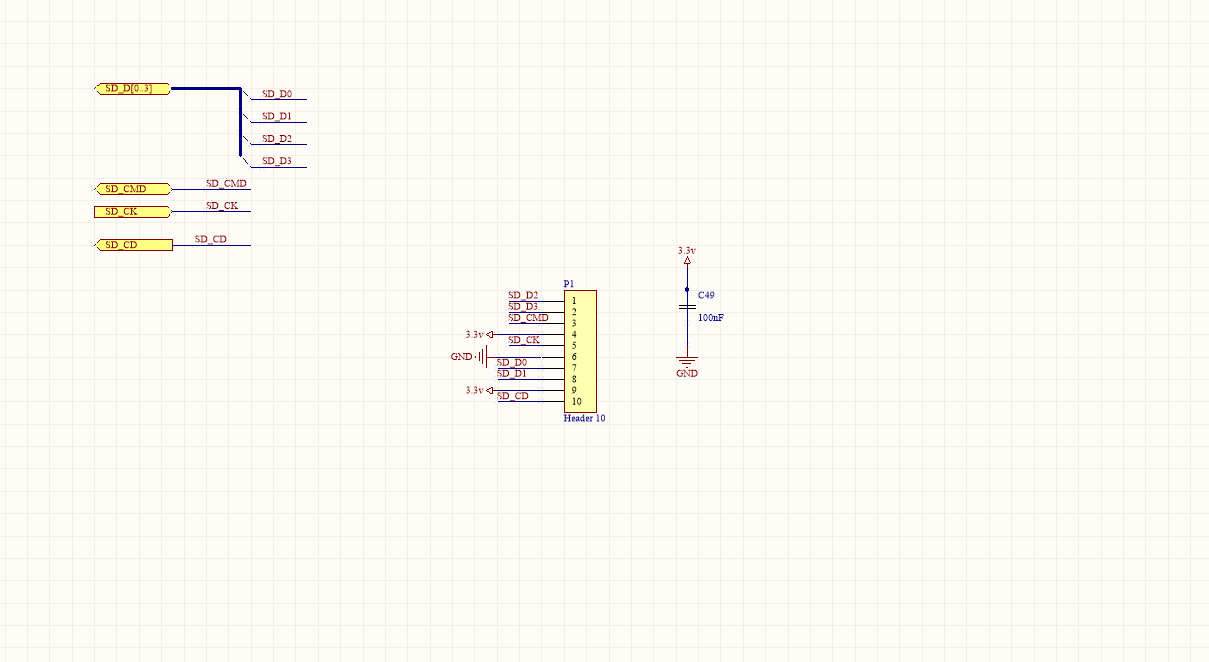 SD_D[0..3]
SD_D0
SD_D1
SD_D2
SD_D3
SD_CMD SD_CMD
SD_CK SD_CK
SD_CD SD_CD
3.3v
C49
100nF
GND
P1
SD_D2 1
SD_D3 2
SD_CMD 3
3.3v 4
SD_CK 5
GND 6
SD_D0 7
SD_D1 8
3.3v 9
SD_CD 10
Header 10